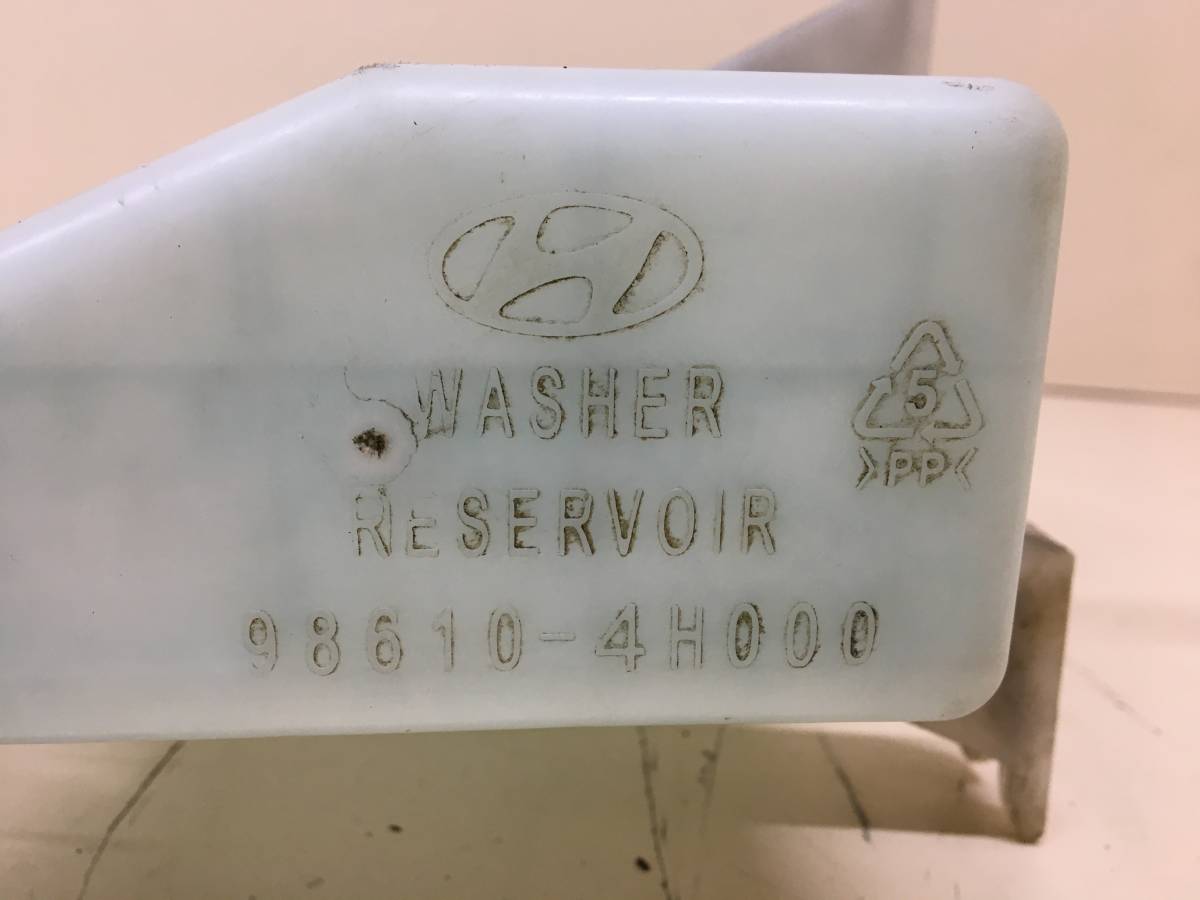 WASHER
5
>PP<
RESERVOIR
98610-4H000